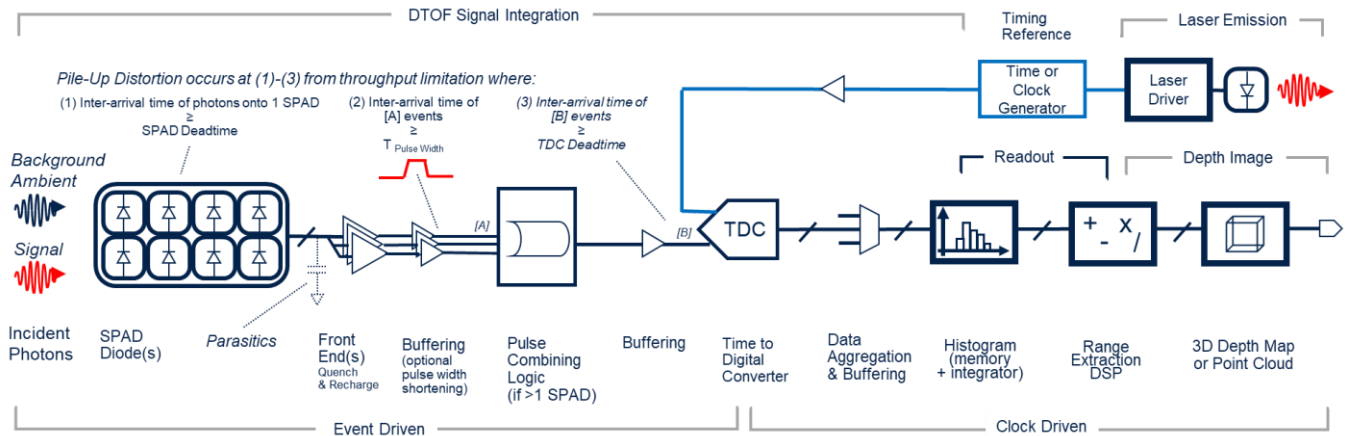 DTOF Signal Integration
Timing
Reference
Laser Emission
Pile-Up Distortion occurs at (1)-(3) from throughput limitation where:
(1) Inter-arrival time of photons onto 1 SPAD
≥
SPAD Deadtime
(2) Inter-arrival time of
[A] events
≥
T Pulse Width
(3) Inter-arrival time of
[B] events
≥
TDC Deadtime
Time or
Clock
Generator
Laser
Driver
Background
Ambient
Signal
[A]
[B]
TDC
Readout
Depth Image
+ x
- /
Incident
Photons
SPAD
Diode(s)
Parasitics
Front
End(s)
Quench
& Recharge
Buffering
(optional
pulse width
shortening)
Pulse
Combining
Logic
(if >1 SPAD)
Buffering
Time to
Digital
Converter
Data
Aggregation
& Buffering
Histogram
(memory
+ integrator)
Range
Extraction
DSP
3D Depth Map
or Point Cloud
Event Driven
Clock Driven